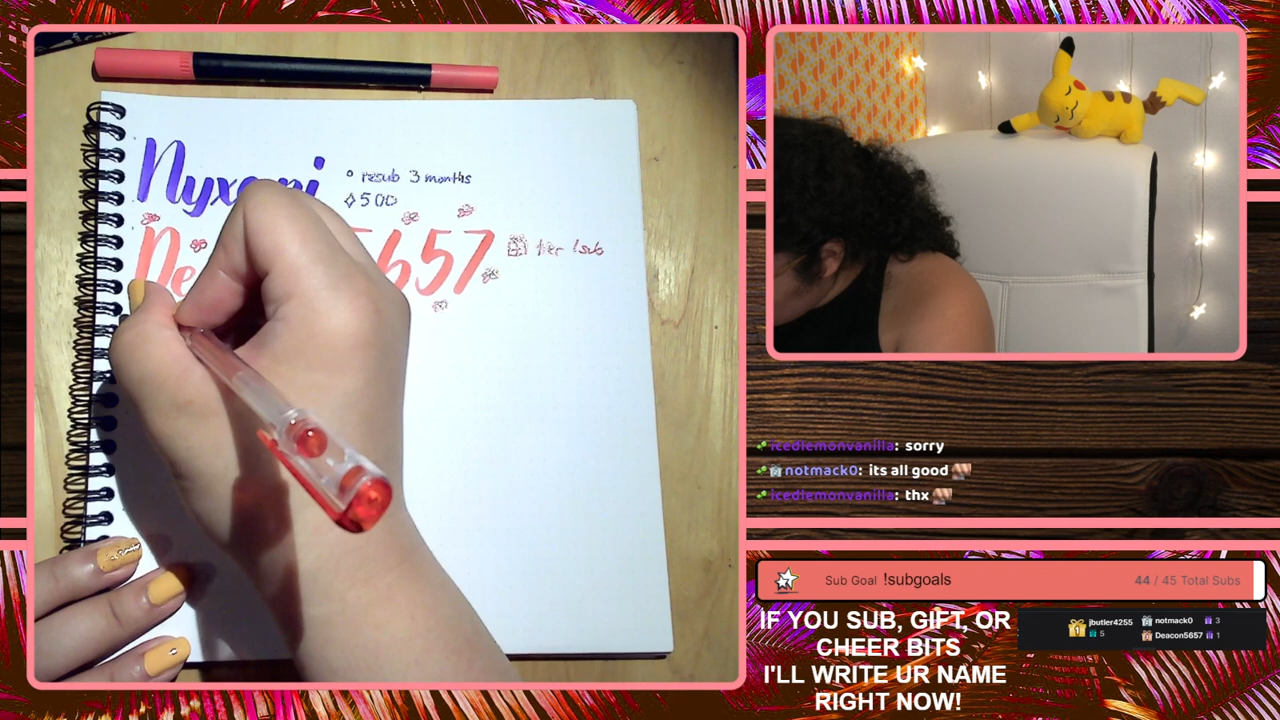 resub 3 months
500
5657
tier !sub
icedlemonvanilla: sorry
notmack0: its all good
icedlemonvanilla: thx
Sub Goal !subgoals
44 / 45 Total Subs
IF YOU SUB, GIFT, OR
CHEER BITS
I'LL WRITE UR NAME
RIGHT NOW!
1
jbutler4255
5
notmack0 3
Deacon5657 1